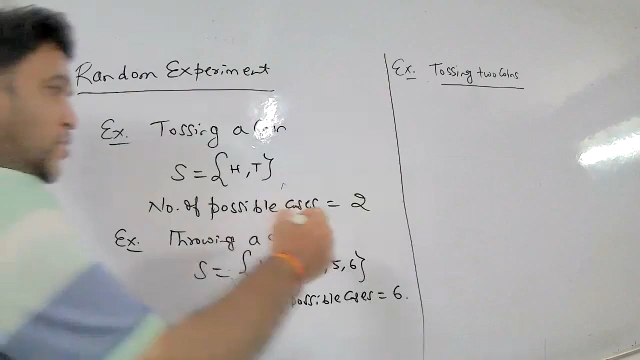 Random Experiment
Ex. Tossing a Coin
S = {H, T}
No. of possible cases = 2
Ex. Throwing a
S = { , 5, 6}
possible cases = 6.
Ex. Tossing two Coins